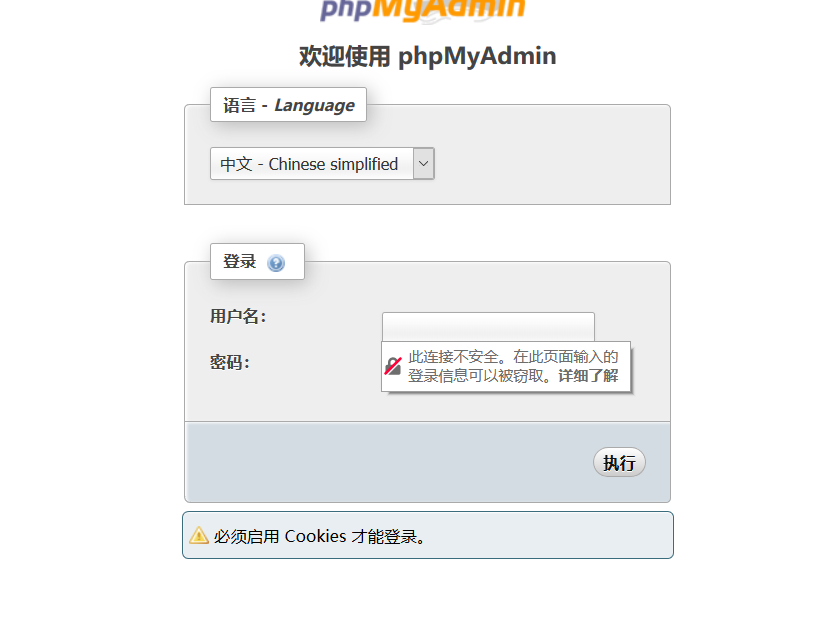 phpMyAdmin
欢迎使用 phpMyAdmin
语言 - Language
中文 - Chinese simplified
登录
用户名：
密码：
此连接不安全。在此页面输入的
登录信息可以被窃取。详细了解
执行
必须启用 Cookies 才能登录。